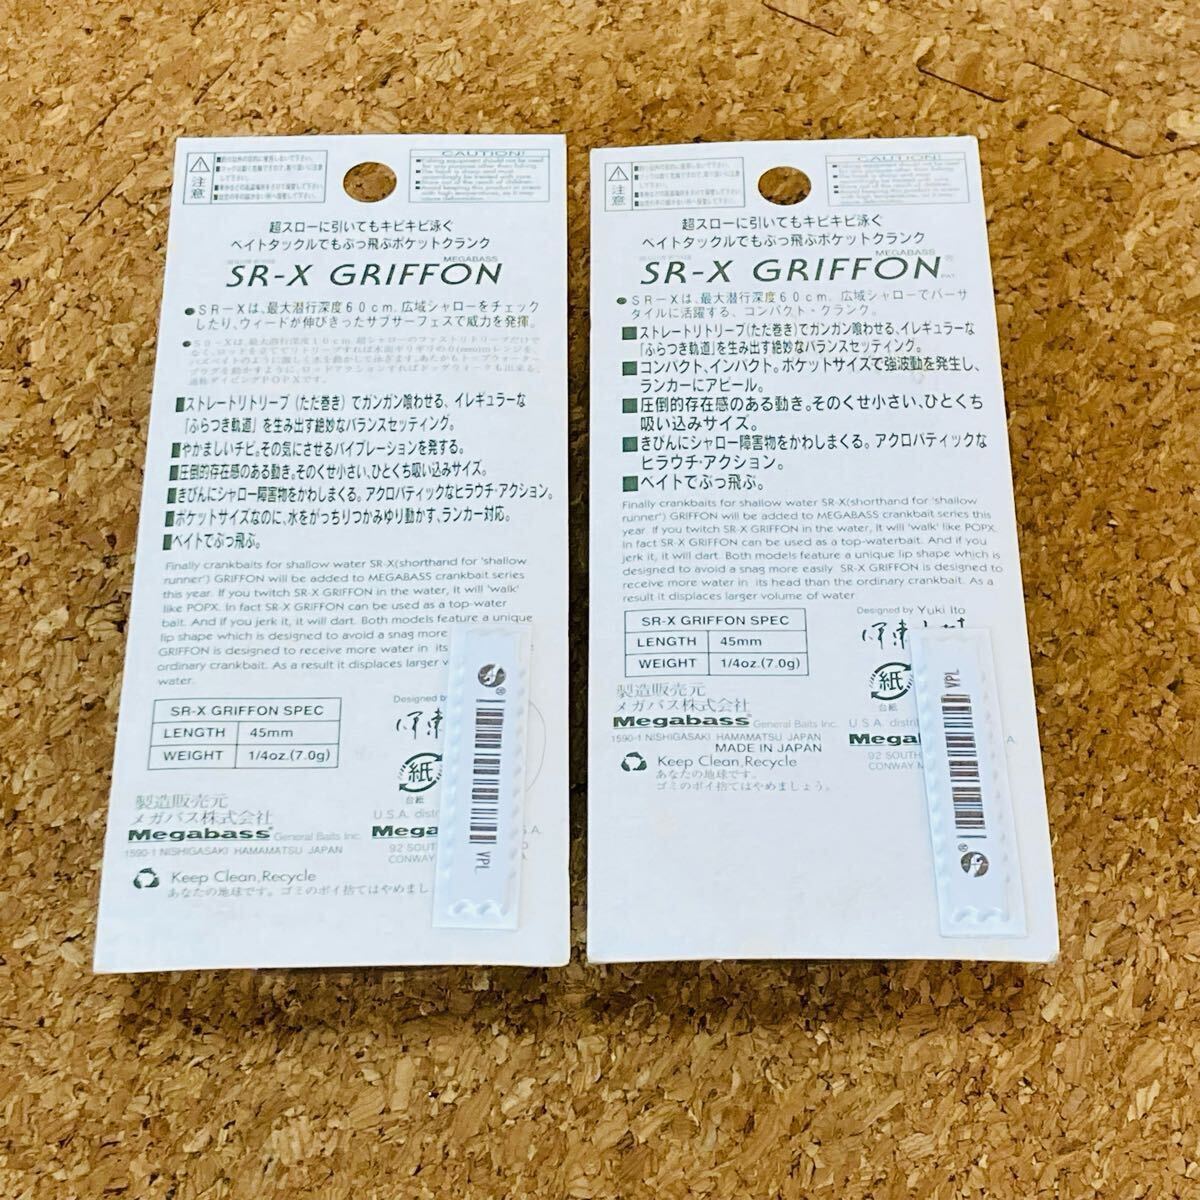 注意
CAUTION!
超スローに引いてもキビキビ泳ぐ
ベイトタックルでもぶっ飛ぶポケットクランク
MEGABASS
SR-X GRIFFON
●SR-Xは、最大潜行深度60cm。広域シャローをチェック
したり、ウィードが伸びきったサブサーフェスで威力を発揮。
■ストレートリトリーブ(ただ巻き)でガンガン喰わせる、イレギュラーな
「ふらつき軌道」を生み出す絶妙なバランスセッティング。
■やかましいチビ。その気にさせるバイブレーションを発する。
■圧倒的存在感のある動き。そのくせ小さい、ひとくち吸い込みサイズ。
■きびんにシャロー障害物をかわしまくる。アクロバティックなヒラウチ・アクション。
■ポケットサイズなのに、水をがっちりつかみゆり動かす、ランカー対応。
■ベイトでぶっ飛ぶ。
Finally crankbaits for shallow water SR-X(shorthand for 'shallow
runner') GRIFFON will be added to MEGABASS crankbait series
this year. If you twitch SR-X GRIFFON in the water, It will 'walk'
like POPX. In fact SR-X GRIFFON can be used as a top-water
bait. And if you jerk it, it will dart. Both models feature a unique
lip shape which is designed to avoid a snag more
GRIFFON is designed to receive more water in its
ordinary crankbait. As a result it displaces larger
water.
SR-X GRIFFON SPEC
LENGTH 45mm
WEIGHT 1/4oz.(7.0g)
Designed by
紙
台紙
製造販売元
メガバス株式会社
Megabass General Baits Inc.
1590-1 NISHIGASAKI HAMAMATSU JAPAN
U.S.A. distri
Mega
92 SOUT
CONWAY
Keep Clean,Recycle
あなたの地球です。ゴミのポイ捨てはやめまし
VPL
注意
CAUTION!
超スローに引いてもキビキビ泳ぐ
ベイトタックルでもぶっ飛ぶポケットクランク
MEGABASS
SR-X GRIFFON
PAT
●SR-Xは、最大潜行深度60cm。広域シャローでバーサ
タイルに活躍する、コンパクト・クランク。
■ストレートリトリーブ(ただ巻き)でガンガン喰わせる、イレギュラーな
「ふらつき軌道」を生み出す絶妙なバランスセッティング。
■コンパクト、インパクト。ポケットサイズで強波動を発生し、
ランカーにアピール。
■圧倒的存在感のある動き。そのくせ小さい、ひとくち
吸い込みサイズ。
■きびんにシャロー障害物をかわしまくる。アクロバティックな
ヒラウチ・アクション。
■ベイトでぶっ飛ぶ。
Finally crankbaits for shallow water SR-X(shorthand for 'shallow
runner') GRIFFON will be added to MEGABASS crankbait series this
year. If you twitch SR-X GRIFFON in the water, It will 'walk' like POPX.
In fact SR-X GRIFFON can be used as a top-waterbait. And if you
jerk it, it will dart. Both models feature a unique lip shape which is
designed to avoid a snag more easily. SR-X GRIFFON is designed to
receive more water in its head than the ordinary crankbait. As a
result it displaces larger volume of water
SR-X GRIFFON SPEC
LENGTH 45mm
WEIGHT 1/4oz.(7.0g)
Designed by Yuki Ito
紙
台紙
製造販売元
メガバス株式会社
Megabass General Baits Inc.
1590-1 NISHIGASAKI HAMAMATSU JAPAN
MADE IN JAPAN
U.S.A. distri
Mega
92 SOUTH
CONWAY
Keep Clean,Recycle
あなたの地球です。
ゴミのポイ捨てはやめましょう。
VPL